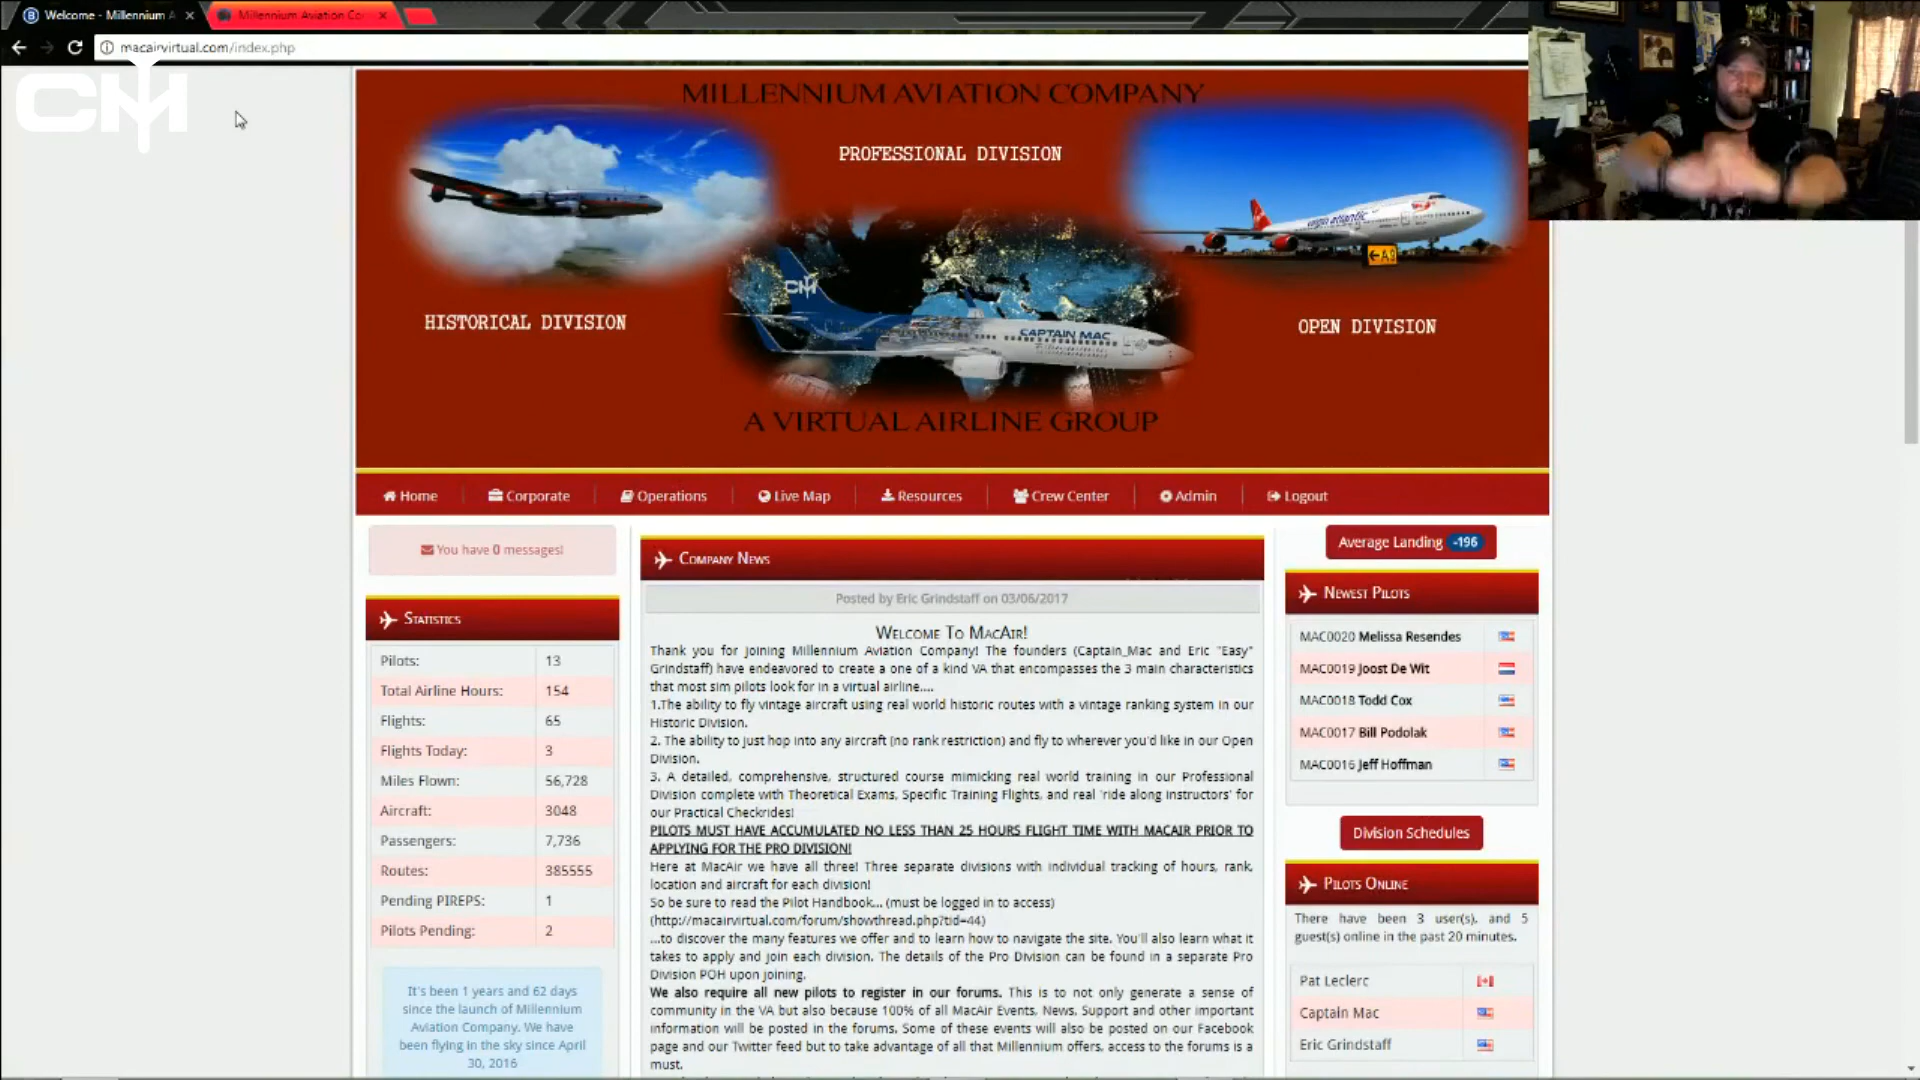 Welcome - Millennium A
Millennium Aviation Co
macairvirtual.com/index.php
CM
MILLENNIUM AVIATION COMPANY
PROFESSIONAL DIVISION
HISTORICAL DIVISION
OPEN DIVISION
virgin atlantic
A9
CM
CAPTAIN MAC
A VIRTUAL AIRLINE GROUP
Home
Corporate
Operations
Live Map
Resources
Crew Center
Admin
Logout
You have 0 messages!
STATISTICS
Pilots: 13
Total Airline Hours: 154
Flights: 65
Flights Today: 3
Miles Flown: 56,728
Aircraft: 3048
Passengers: 7,736
Routes: 385555
Pending PIREPS: 1
Pilots Pending: 2
It's been 1 years and 62 days
since the launch of Millennium
Aviation Company. We have
been flying in the sky since April
30, 2016
COMPANY NEWS
Posted by Eric Grindstaff on 03/06/2017
WELCOME TO MACAIR!
Thank you for joining Millennium Aviation Company! The founders (Captain_Mac and Eric "Easy"
Grindstaff) have endeavored to create a one of a kind VA that encompasses the 3 main characteristics
that most sim pilots look for in a virtual airline....
1.The ability to fly vintage aircraft using real world historic routes with a vintage ranking system in our
Historic Division.
2. The ability to just hop into any aircraft (no rank restriction) and fly to wherever you'd like in our Open
Division.
3. A detailed, comprehensive, structured course mimicking real world training in our Professional
Division complete with Theoretical Exams, Specific Training Flights, and real 'ride along instructors' for
our Practical Checkrides!
PILOTS MUST HAVE ACCUMULATED NO LESS THAN 25 HOURS FLIGHT TIME WITH MACAIR PRIOR TO
APPLYING FOR THE PRO DIVISION!
Here at MacAir we have all three! Three separate divisions with individual tracking of hours, rank,
location and aircraft for each division!
So be sure to read the Pilot Handbook... (must be logged in to access)
(http://macairvirtual.com/forum/showthread.php?tid=44)
...to discover the many features we offer and to learn how to navigate the site. You'll also learn what it
takes to apply and join each division. The details of the Pro Division can be found in a separate Pro
Division POH upon joining.
We also require all new pilots to register in our forums. This is to not only generate a sense of
community in the VA but also because 100% of all MacAir Events, News, Support and other important
information will be posted in the forums. Some of these events will also be posted on our Facebook
page and our Twitter feed but to take advantage of all that Millennium offers, access to the forums is a
must.
Average Landing -196
NEWEST PILOTS
MAC0020 Melissa Resendes
MAC0019 Joost De Wit
MAC0018 Todd Cox
MAC0017 Bill Podolak
MAC0016 Jeff Hoffman
Division Schedules
PILOTS ONLINE
There have been 3 user(s), and 5
guest(s) online in the past 20 minutes.
Pat Leclerc
Captain Mac
Eric Grindstaff